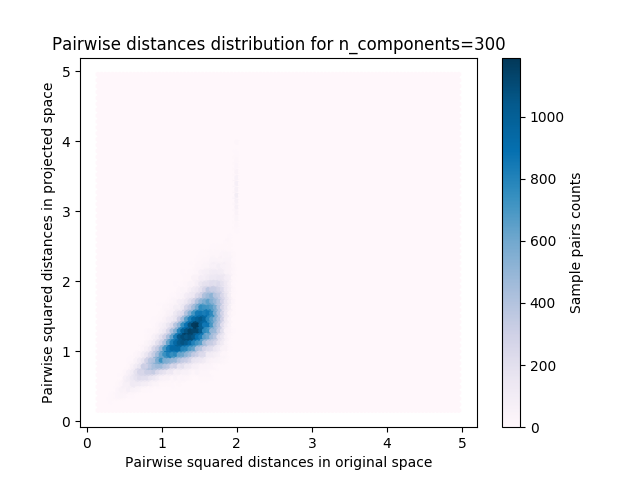 Pairwise distances distribution for n_components=300
Pairwise squared distances in projected space
5
4
3
2
1
0
0 1 2 3 4 5
Pairwise squared distances in original space
1000
800
600
400
200
0
Sample pairs counts